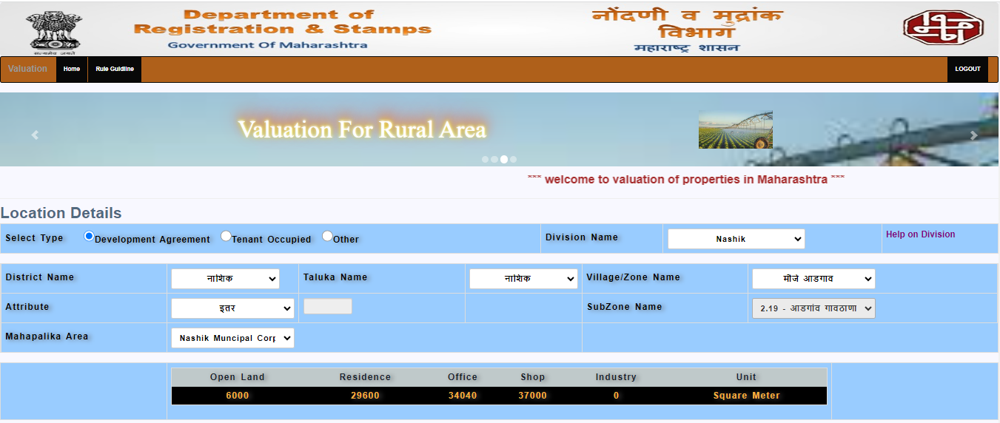 Department of
Registration & Stamps
Government Of Maharashtra
नोंदणी व मुद्रांक
विभाग
महाराष्ट्र शासन
सत्यमेव जयते
Valuation Home Rule Guidline LOGOUT
Valuation For Rural Area
*** welcome to valuation of properties in Maharashtra ***
Location Details
Select Type Development Agreement Tenant Occupied Other Division Name Nashik Help on Division
District Name नाशिक Taluka Name नाशिक Village/Zone Name मौजे आडगाव
Attribute इतर SubZone Name 2.19 - आडगांव गावठाणा
Mahapalika Area Nashik Muncipal Corp
Open Land Residence Office Shop Industry Unit
6000 29600 34040 37000 0 Square Meter